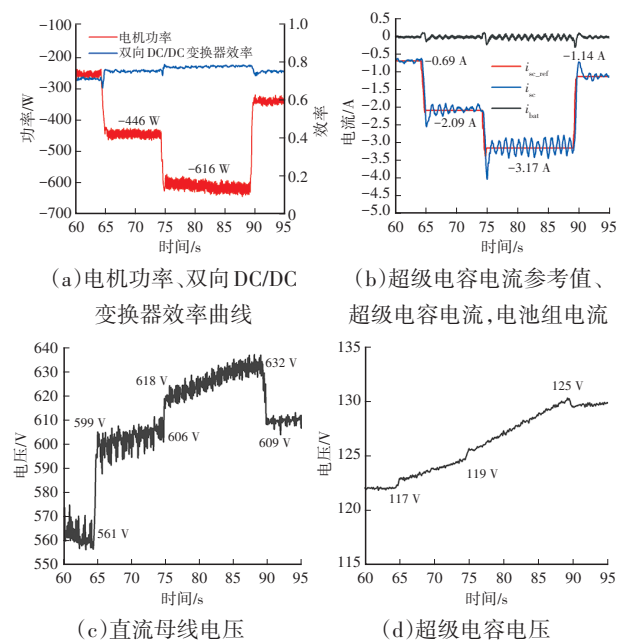 -100
-200
-300
-400
-500
-600
-700
功率/W
电机功率
双向DC/DC变换器效率
-446 W
-616 W
1.0
0.8
0.6
0.4
0.2
0
效率
60 65 70 75 80 85 90 95
时间/s
(a)电机功率、双向DC/DC
变换器效率曲线
0.5
0
-0.5
-1.0
-1.5
-2.0
-2.5
-3.0
-3.5
-4.0
-4.5
-5.0
电流/A
-0.69 A
-1.14 A
i_sc_ref
i_sc
i_bat
-2.09 A
-3.17 A
60 65 70 75 80 85 90 95
时间/s
(b)超级电容电流参考值、
超级电容电流,电池组电流
640
630
620
610
600
590
580
570
560
550
电压/V
632 V
618 V
599 V
606 V
609 V
561 V
60 65 70 75 80 85 90 95
时间/s
(c)直流母线电压
135
130
125
120
115
电压/V
125 V
119 V
117 V
60 65 70 75 80 85 90 95
时间/s
(d)超级电容电压